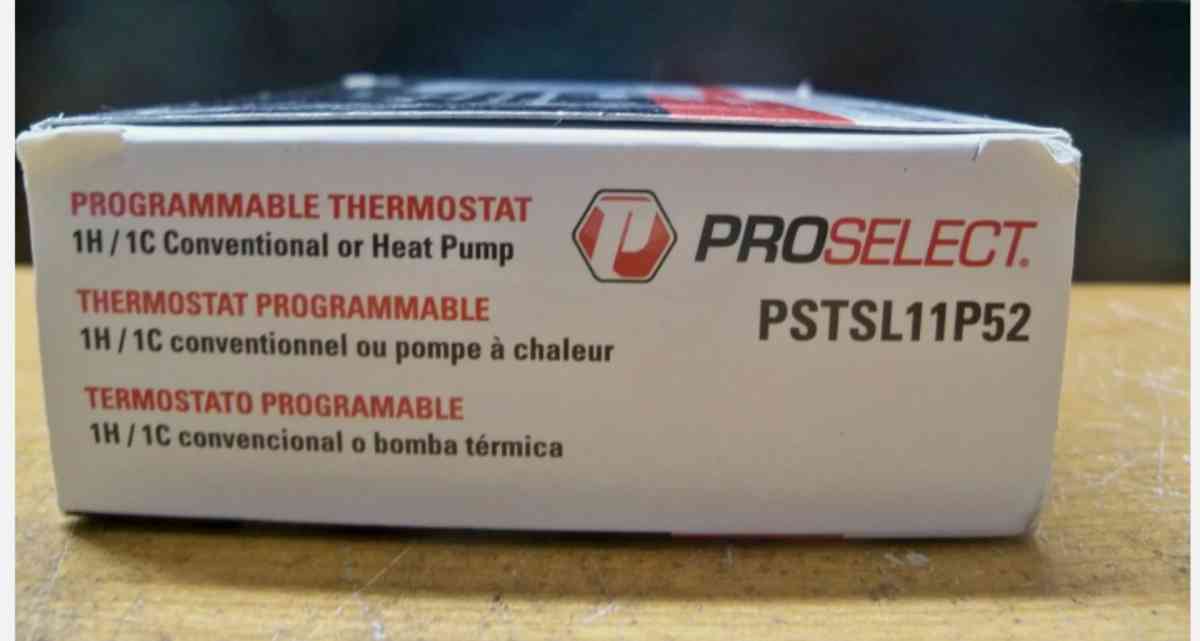 PROGRAMMABLE THERMOSTAT
1H / 1C Conventional or Heat Pump
THERMOSTAT PROGRAMMABLE
1H / 1C conventionnel ou pompe à chaleur
TERMOSTATO PROGRAMABLE
1H / 1C convencional o bomba térmica
PROSELECT.
PSTSL11P52